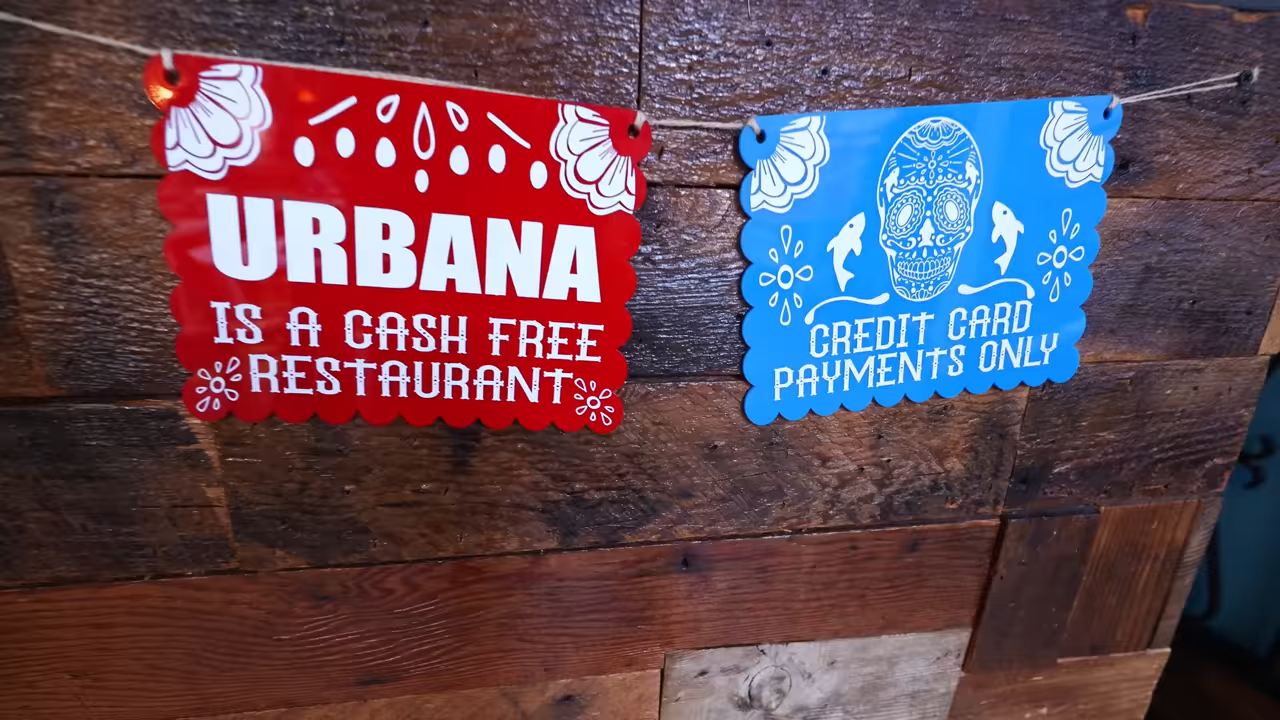 URBANA
IS A CASH FREE
RESTAURANT
CREDIT CARD
PAYMENTS ONLY